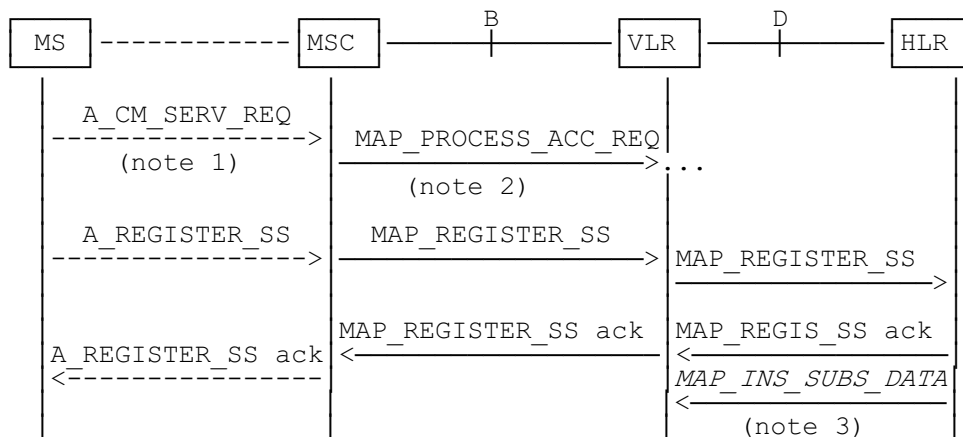 B D
MS MSC VLR HLR
A_CM_SERV_REQ
MAP_PROCESS_ACC_REQ
(note 1) ...
(note 2)
A_REGISTER_SS MAP_REGISTER_SS
MAP_REGISTER_SS
MAP_REGISTER_SS ack MAP_REGIS_SS ack
A_REGISTER_SS ack
MAP_INS_SUBS_DATA
(note 3)